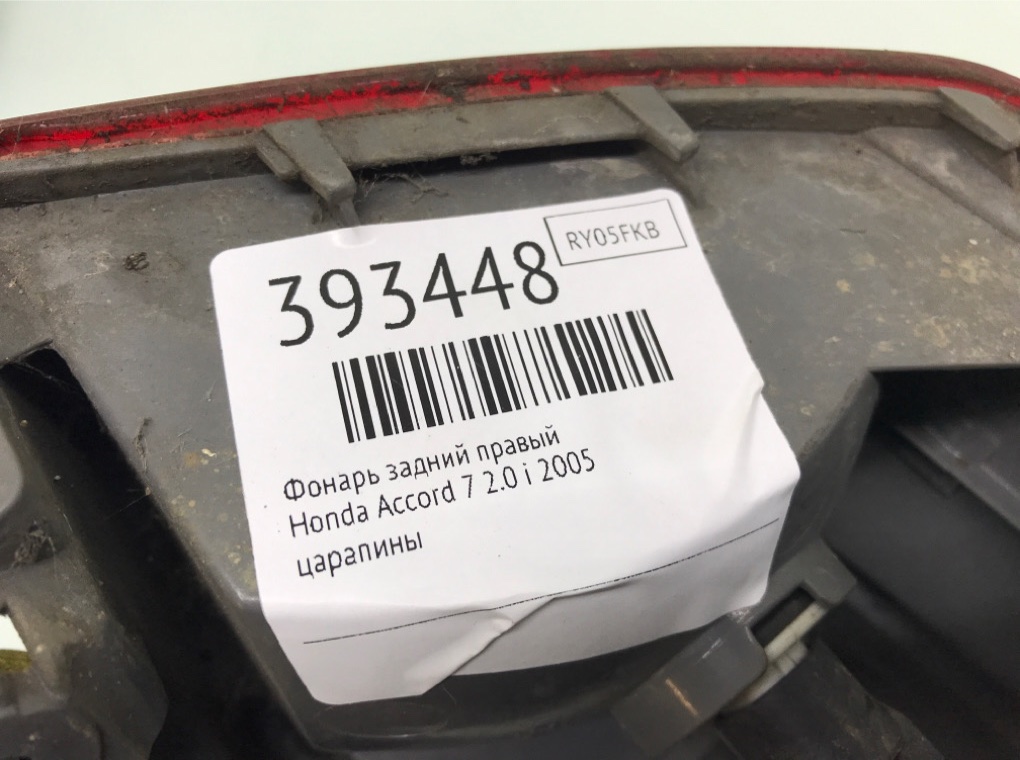 393448
RY05FKB
Фонарь задний правый
Honda Accord 7 2.0 i 2005
царапины